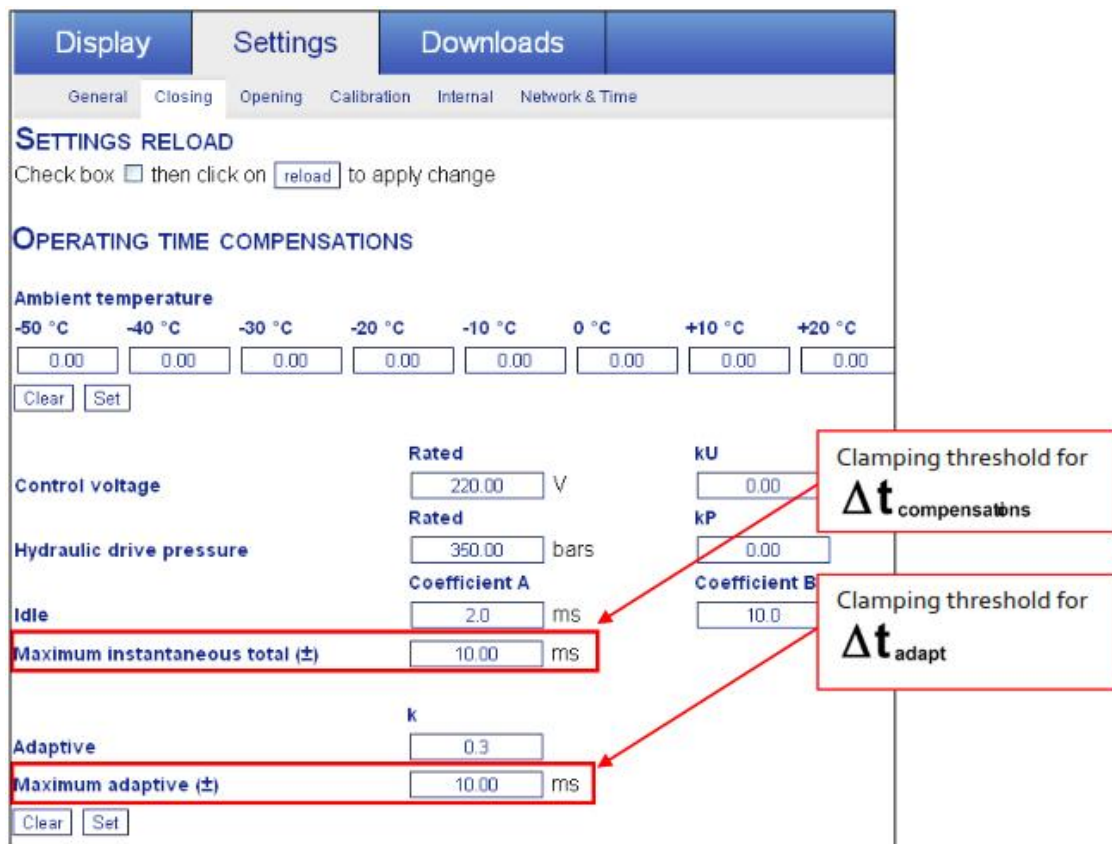 Display Settings Downloads
General Closing Opening Calibration Internal Network & Time
SETTINGS RELOAD
Check box then click on reload to apply change
OPERATING TIME COMPENSATIONS
Ambient temperature
-50 °C -40 °C -30 °C -20 °C -10 °C 0 °C +10 °C +20 °C
0.00 0.00 0.00 0.00 0.00 0.00 0.00 0.00
Clear Set
Rated kU
Control voltage 220.00 V 0.00
Rated kP
Hydraulic drive pressure 350.00 bars 0.00
Coefficient A Coefficient B
Idle 2.0 ms 10.0
Maximum instantaneous total (±) 10.00 ms
k
Adaptive 0.3
Maximum adaptive (±) 10.00 ms
Clear Set
Clamping threshold for
Δt compensations
Clamping threshold for
Δt adapt